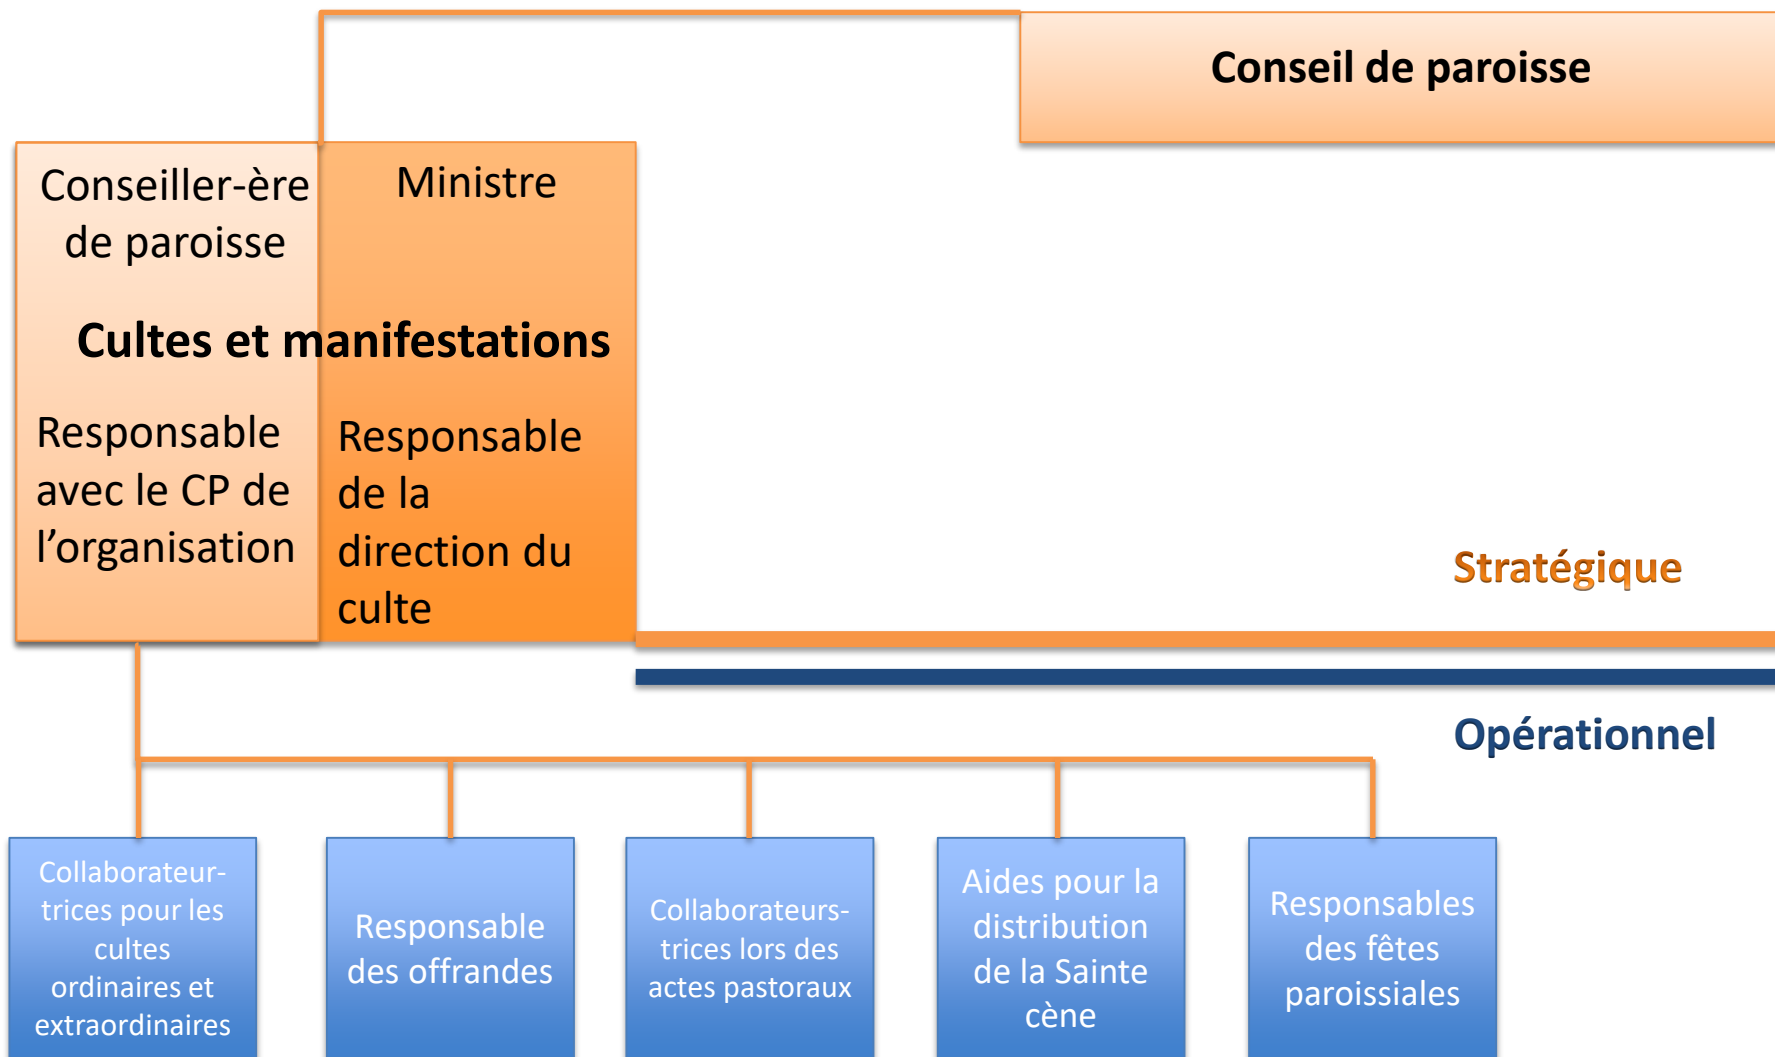 Conseil de paroisse
Conseiller-ère
de paroisse
Ministre
Cultes et manifestations
Responsable
avec le CP de
l’organisation
Responsable
de la
direction du
culte
Stratégique
Opérationnel
Collaborateur-
trices pour les
cultes
ordinaires et
extraordinaires
Responsable
des offrandes
Collaborateurs-
trices lors des
actes pastoraux
Aides pour la
distribution
de la Sainte
cène
Responsables
des fêtes
paroissiales